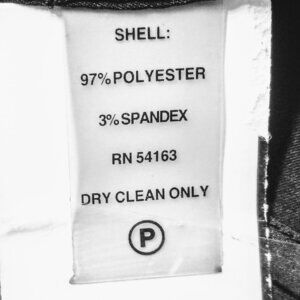 SHELL:
97% POLYESTER
3% SPANDEX
RN 54163
DRY CLEAN ONLY
P